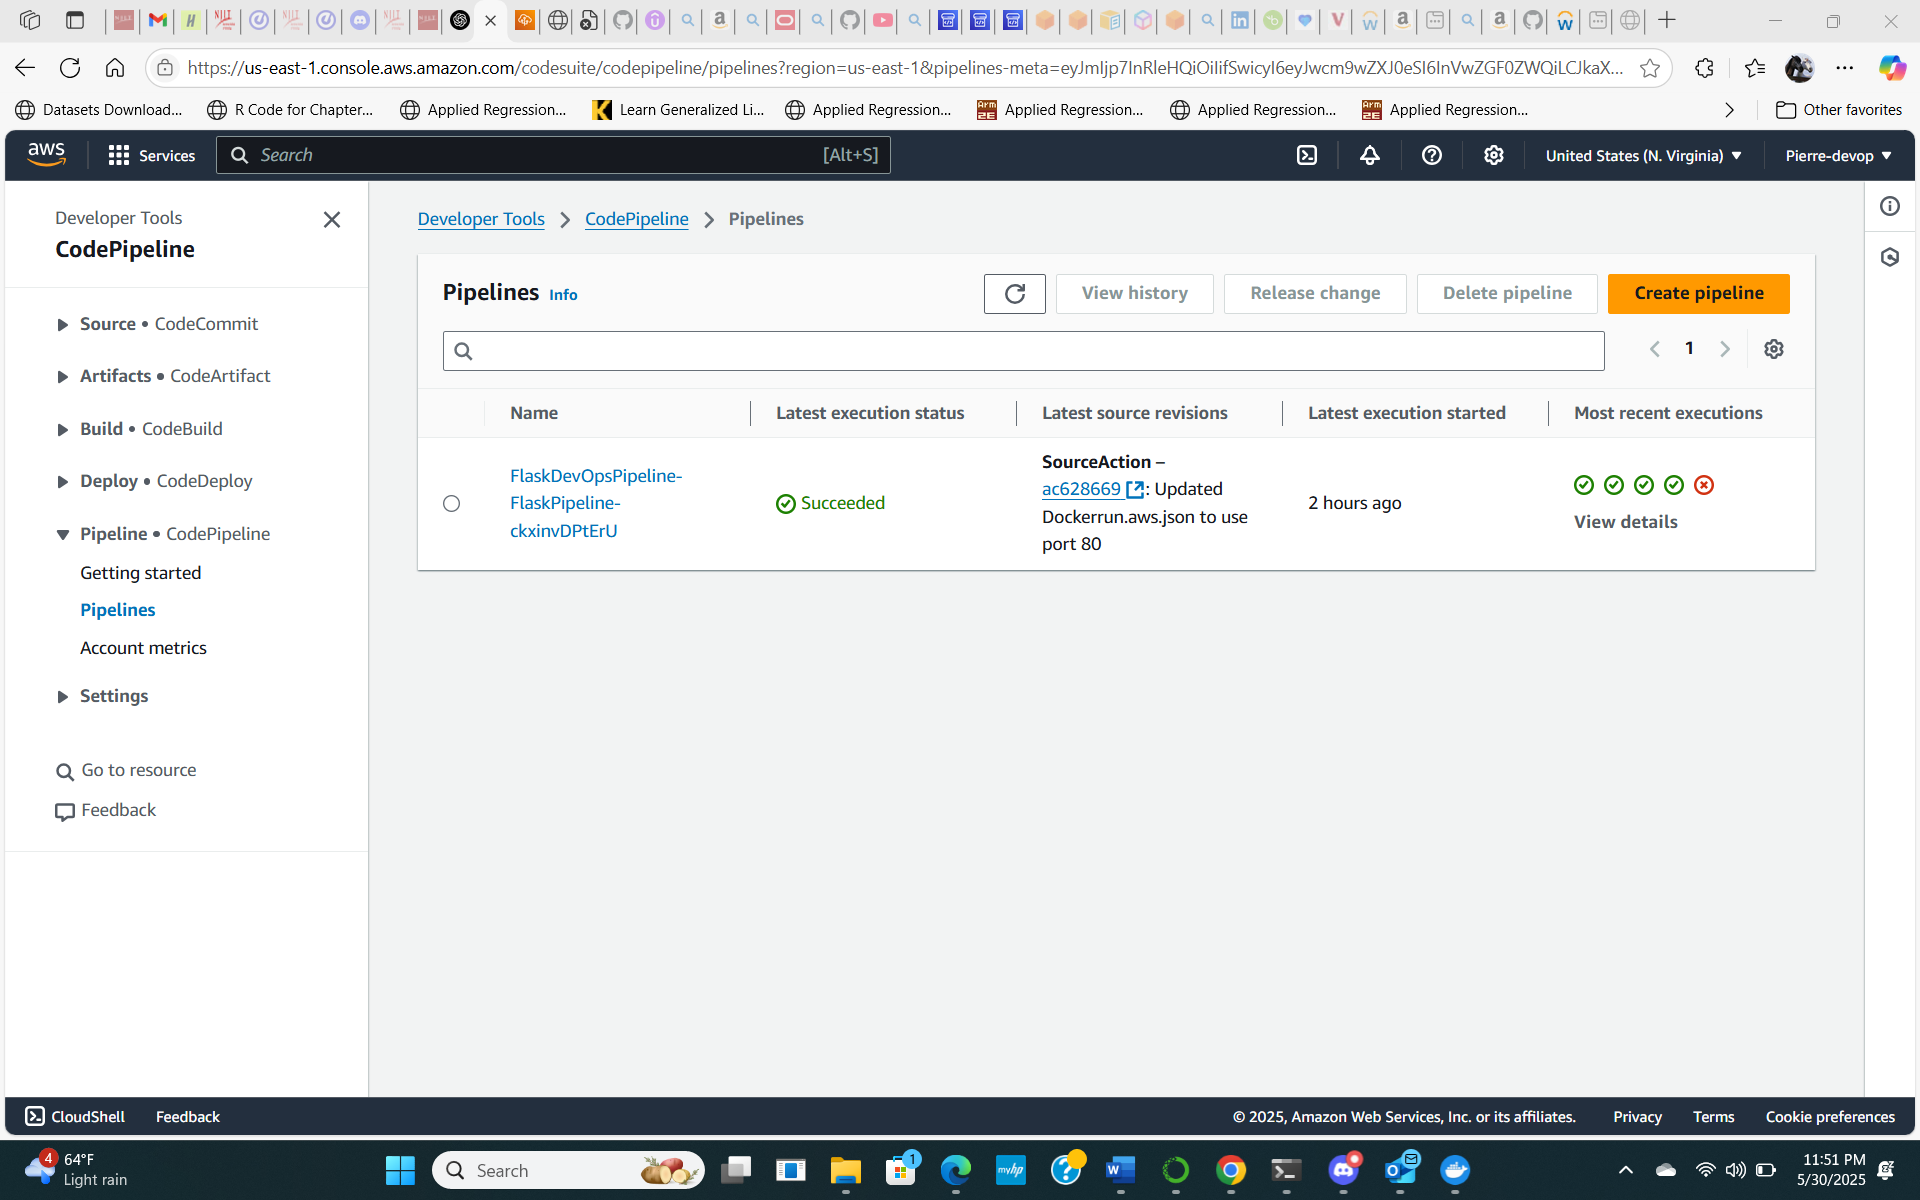 https://us-east-1.console.aws.amazon.com/codesuite/codepipeline/pipelines?region=us-east-1&pipelines-meta=eyJmIjp7InRleHQiOiIifSwicyI6eyJwcm9wZXJ0eSI6InVwZGF0ZWQiLCJkaX...
Datasets Download...
R Code for Chapter...
Applied Regression...
Learn Generalized Li...
Applied Regression...
Applied Regression...
Applied Regression...
Applied Regression...
Other favorites
aws
Services
Search
[Alt+S]
United States (N. Virginia)
Pierre-devop
Developer Tools
CodePipeline
Source • CodeCommit
Artifacts • CodeArtifact
Build • CodeBuild
Deploy • CodeDeploy
Pipeline • CodePipeline
Getting started
Pipelines
Account metrics
Settings
Go to resource
Feedback
Developer Tools
CodePipeline
Pipelines
Pipelines Info
View history
Release change
Delete pipeline
Create pipeline
1
Name
Latest execution status
Latest source revisions
Latest execution started
Most recent executions
FlaskDevOpsPipeline-
FlaskPipeline-
ckxinvDPtErU
Succeeded
SourceAction –
ac628669 : Updated
Dockerrun.aws.json to use
port 80
2 hours ago
View details
CloudShell
Feedback
© 2025, Amazon Web Services, Inc. or its affiliates.
Privacy
Terms
Cookie preferences
4
64°F
Light rain
Search
1
myhp
11:51 PM
5/30/2025